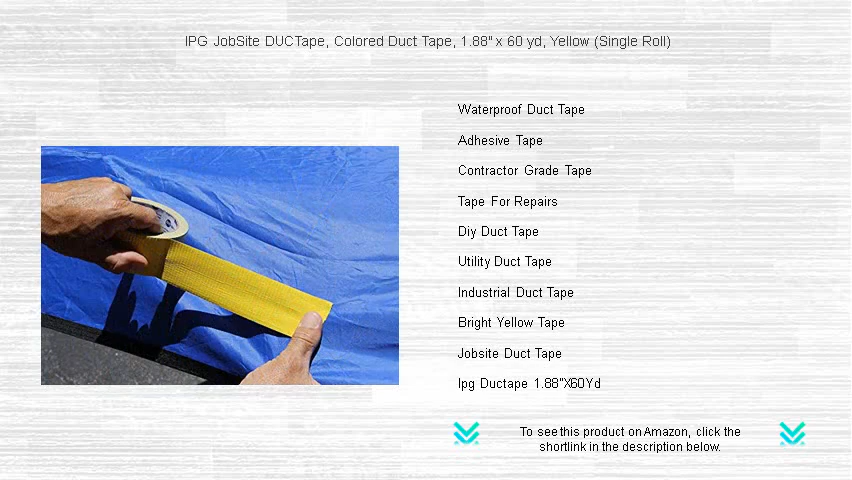 IPG JobSite DUCTape, Colored Duct Tape, 1.88" x 60 yd, Yellow (Single Roll)
Waterproof Duct Tape
Adhesive Tape
Contractor Grade Tape
Tape For Repairs
Diy Duct Tape
Utility Duct Tape
Industrial Duct Tape
Bright Yellow Tape
Jobsite Duct Tape
Ipg Ductape 1.88"X60Yd
To see this product on Amazon, click the
shortlink in the description below.